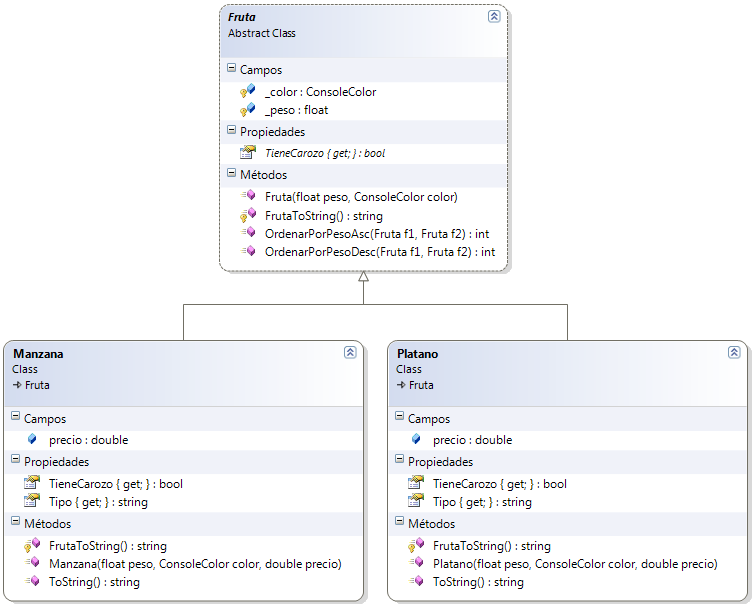 Fruta
Abstract Class
Campos
_color : ConsoleColor
_peso : float
Propiedades
TieneCarozo { get; } : bool
Métodos
Fruta(float peso, ConsoleColor color)
FrutaToString() : string
OrdenarPorPesoAsc(Fruta f1, Fruta f2) : int
OrdenarPorPesoDesc(Fruta f1, Fruta f2) : int
Manzana
Class
Fruta
Campos
precio : double
Propiedades
TieneCarozo { get; } : bool
Tipo { get; } : string
Métodos
FrutaToString() : string
Manzana(float peso, ConsoleColor color, double precio)
ToString() : string
Platano
Class
Fruta
Campos
precio : double
Propiedades
TieneCarozo { get; } : bool
Tipo { get; } : string
Métodos
FrutaToString() : string
Platano(float peso, ConsoleColor color, double precio)
ToString() : string